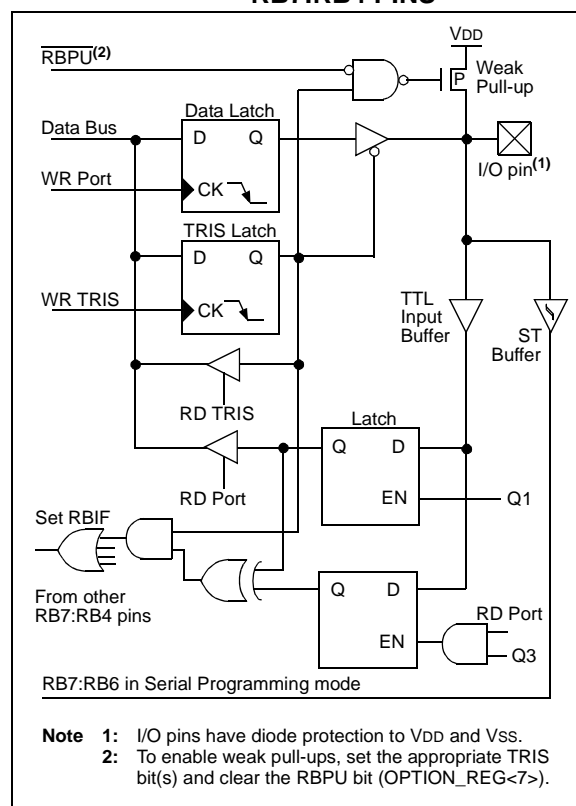 RBPU(2)
VDD
P
Weak
Pull-up
Data Bus
Data Latch
D
Q
I/O pin(1)
WR Port
CK
TRIS Latch
D
Q
WR TRIS
CK
TTL
Input
Buffer
ST
Buffer
RD TRIS
Latch
Q
D
RD Port
EN
Q1
Set RBIF
Q
D
From other
RB7:RB4 pins
RD Port
EN
Q3
RB7:RB6 in Serial Programming mode
Note 1: I/O pins have diode protection to VDD and VSS.
2: To enable weak pull-ups, set the appropriate TRIS
bit(s) and clear the RBPU bit (OPTION_REG<7>).